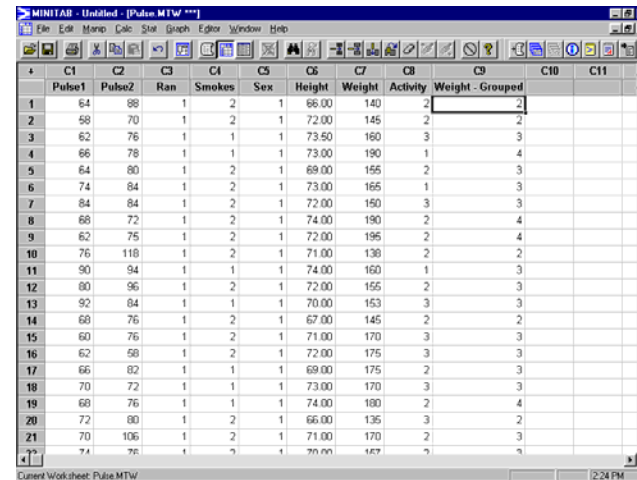 MINITAB - Untitled - [Pulse.MTW ***]
File Edit Manip Calc Stat Graph Editor Window Help
C1 C2 C3 C4 C5 C6 C7 C8 C9 C10 C11
Pulse1 Pulse2 Ran Smokes Sex Height Weight Activity Weight - Grouped
1 64 88 1 2 1 66.00 140 2 2
2 58 70 1 2 1 72.00 145 2 2
3 62 76 1 1 1 73.50 160 3 3
4 66 78 1 1 1 73.00 190 1 4
5 64 80 1 2 1 69.00 155 2 3
6 74 84 1 2 1 73.00 165 1 3
7 84 84 1 2 1 72.00 150 3 3
8 68 72 1 2 1 74.00 190 2 4
9 62 75 1 2 1 72.00 195 2 4
10 76 118 1 2 1 71.00 138 2 2
11 90 94 1 1 1 74.00 160 1 3
12 80 96 1 2 1 72.00 155 2 3
13 92 84 1 1 1 70.00 153 3 3
14 68 76 1 2 1 67.00 145 2 2
15 60 76 1 2 1 71.00 170 3 3
16 62 58 1 2 1 72.00 175 3 3
17 66 82 1 1 1 69.00 175 2 3
18 70 72 1 1 1 73.00 170 3 3
19 68 76 1 1 1 74.00 180 2 4
20 72 80 1 2 1 66.00 135 3 2
21 70 106 1 2 1 71.00 170 2 3
22 74 76 1 2 1 70.00 157 2 3
Current Worksheet: Pulse.MTW 2:24 PM